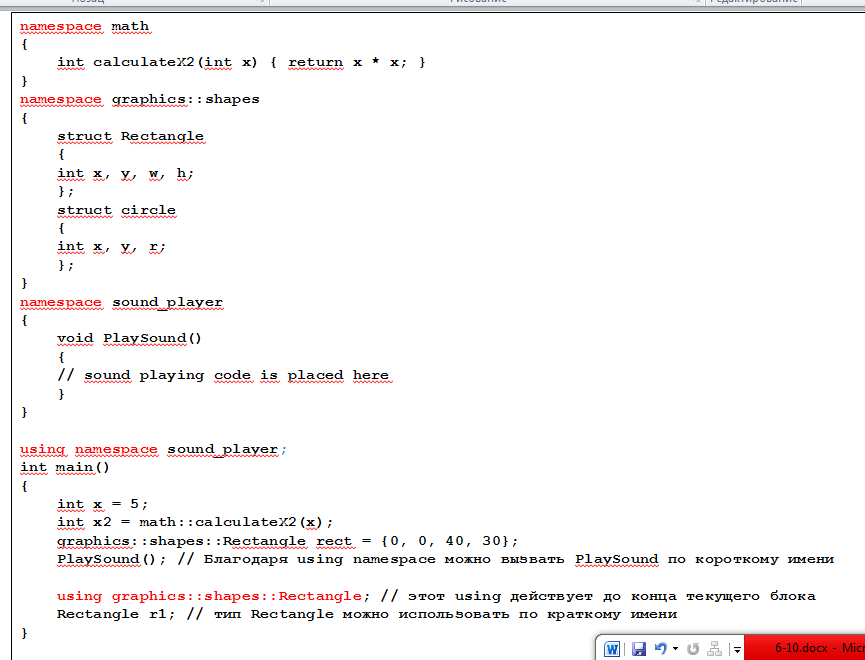 Абзац
Рисование
Редактирование
namespace math
{
int calculateX2(int x) { return x * x; }
}
namespace graphics::shapes
{
struct Rectangle
{
int x, y, w, h;
};
struct circle
{
int x, y, r;
};
}
namespace sound_player
{
void PlaySound()
{
// sound playing code is placed here
}
}
using namespace sound_player;
int main()
{
int x = 5;
int x2 = math::calculateX2(x);
graphics::shapes::Rectangle rect = {0, 0, 40, 30};
PlaySound(); // Благодаря using namespace можно вызвать PlaySound по короткому имени
using graphics::shapes::Rectangle; // этот using действует до конца текущего блока
Rectangle r1; // тип Rectangle можно использовать по краткому имени
}
W
6-10.docx - Mic